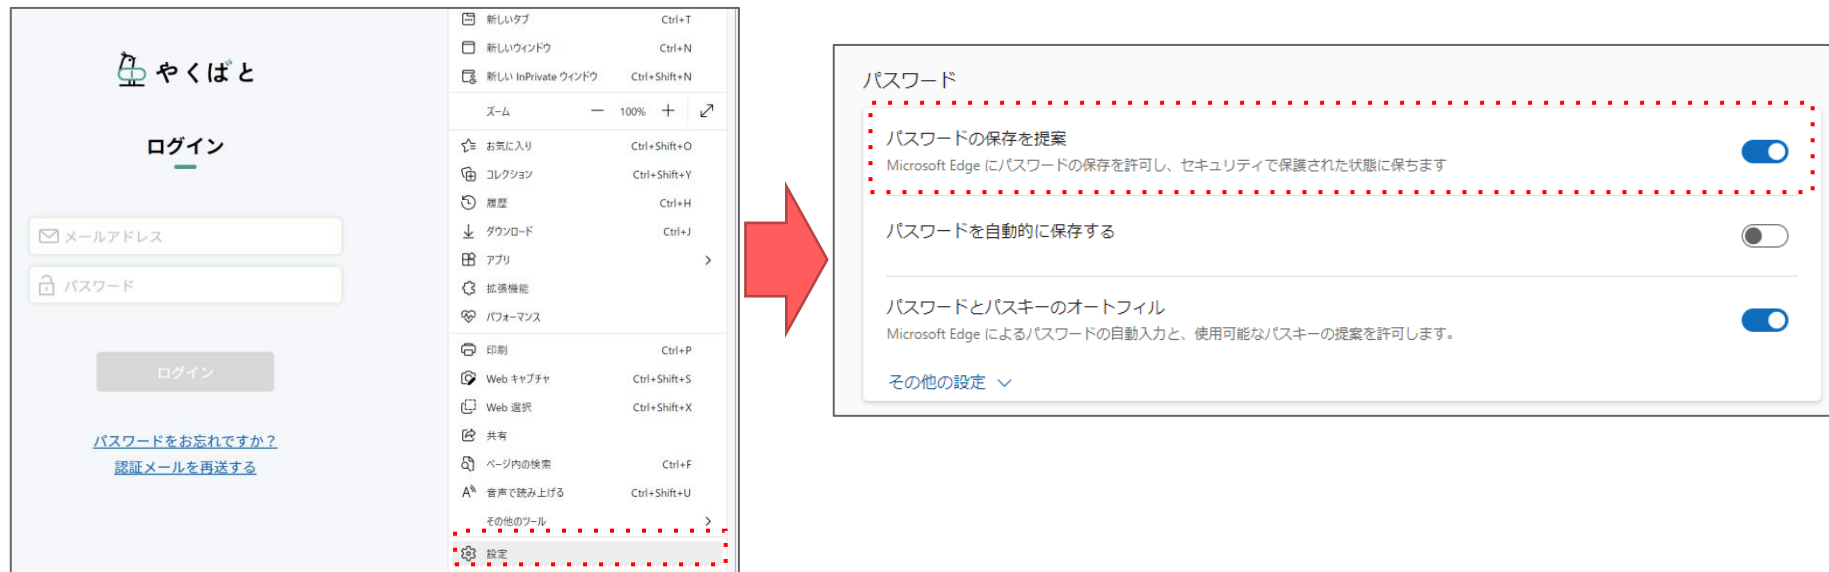 やくばと
ログイン
メールアドレス
パスワード
ログイン
パスワードをお忘れですか？
認証メールを再送する
新しいタブ Ctrl+T
新しいウィンドウ Ctrl+N
新しい InPrivate ウィンドウ Ctrl+Shift+N
ズーム — 100% +
お気に入り Ctrl+Shift+O
コレクション Ctrl+Shift+Y
履歴 Ctrl+H
ダウンロード Ctrl+J
アプリ
拡張機能
パフォーマンス
印刷 Ctrl+P
Web キャプチャ Ctrl+Shift+S
Web 選択 Ctrl+Shift+X
共有
ページ内の検索 Ctrl+F
音声で読み上げる Ctrl+Shift+U
その他のツール
設定
パスワード
パスワードの保存を提案
Microsoft Edge にパスワードの保存を許可し、セキュリティで保護された状態に保ちます
パスワードを自動的に保存する
パスワードとパスキーのオートフィル
Microsoft Edge によるパスワードの自動入力と、使用可能なパスキーの提案を許可します。
その他の設定